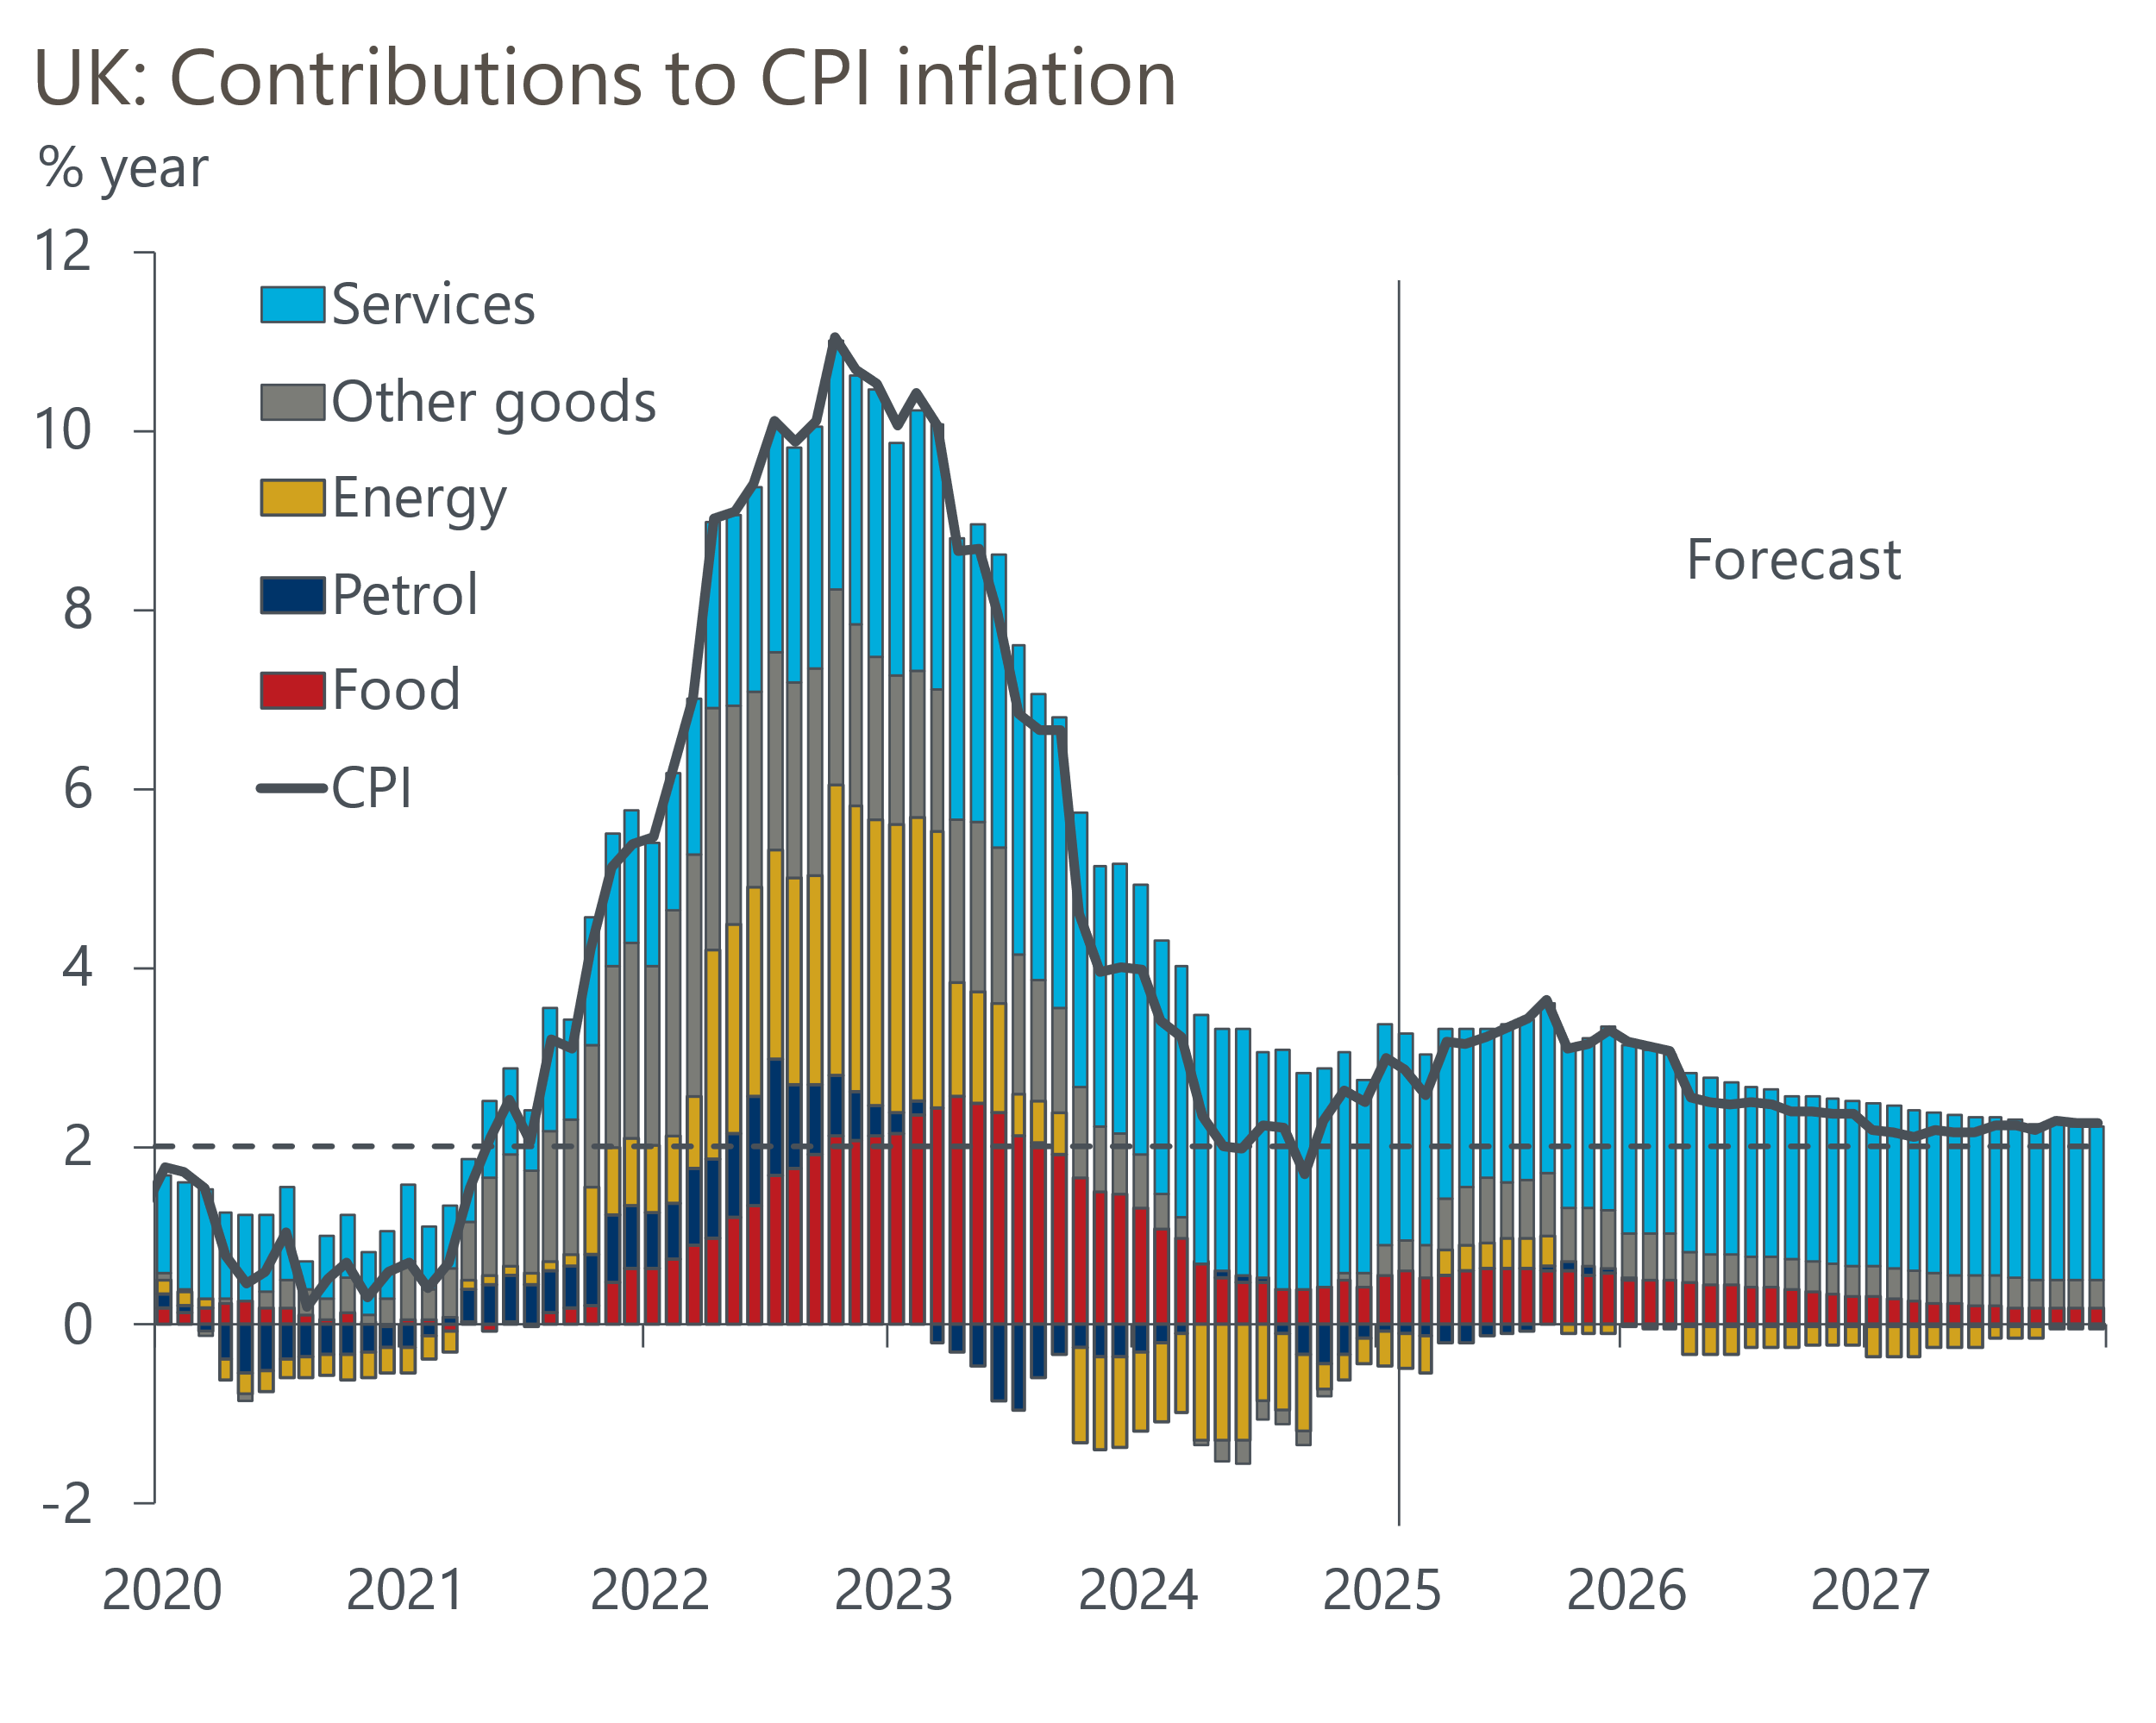 UK: Contributions to CPI inflation
% year
12
10
8
6
4
2
0
-2
Services
Other goods
Energy
Petrol
Food
CPI
Forecast
2020 2021 2022 2023 2024 2025 2026 2027